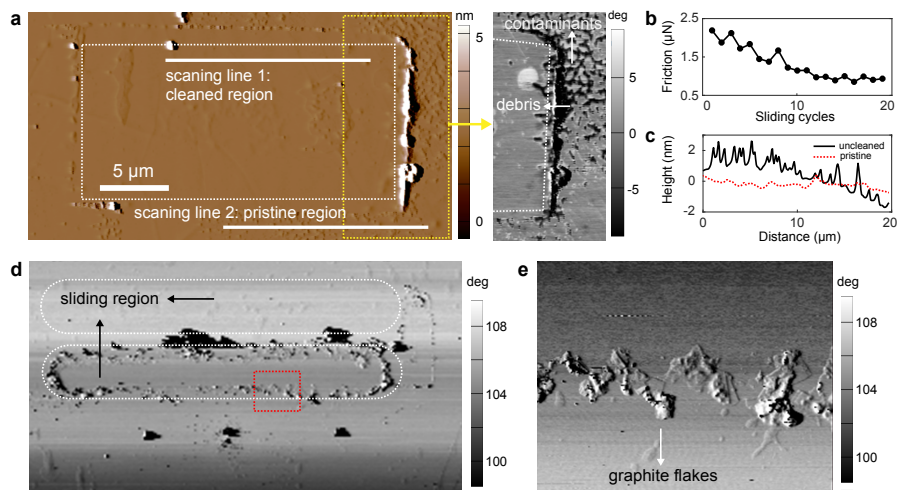 a
nm
5
0
scaning line 1:
cleaned region
5 µm
scaning line 2: pristine region
contaminants
debris
deg
5
0
-5
b
Friction (µN)
2.5
1.5
0.5
0
10
20
Sliding cycles
c
Height (nm)
2
0
-2
uncleaned
pristine
0
10
20
Distance (µm)
d
sliding region
deg
108
104
100
e
graphite flakes
deg
108
104
100